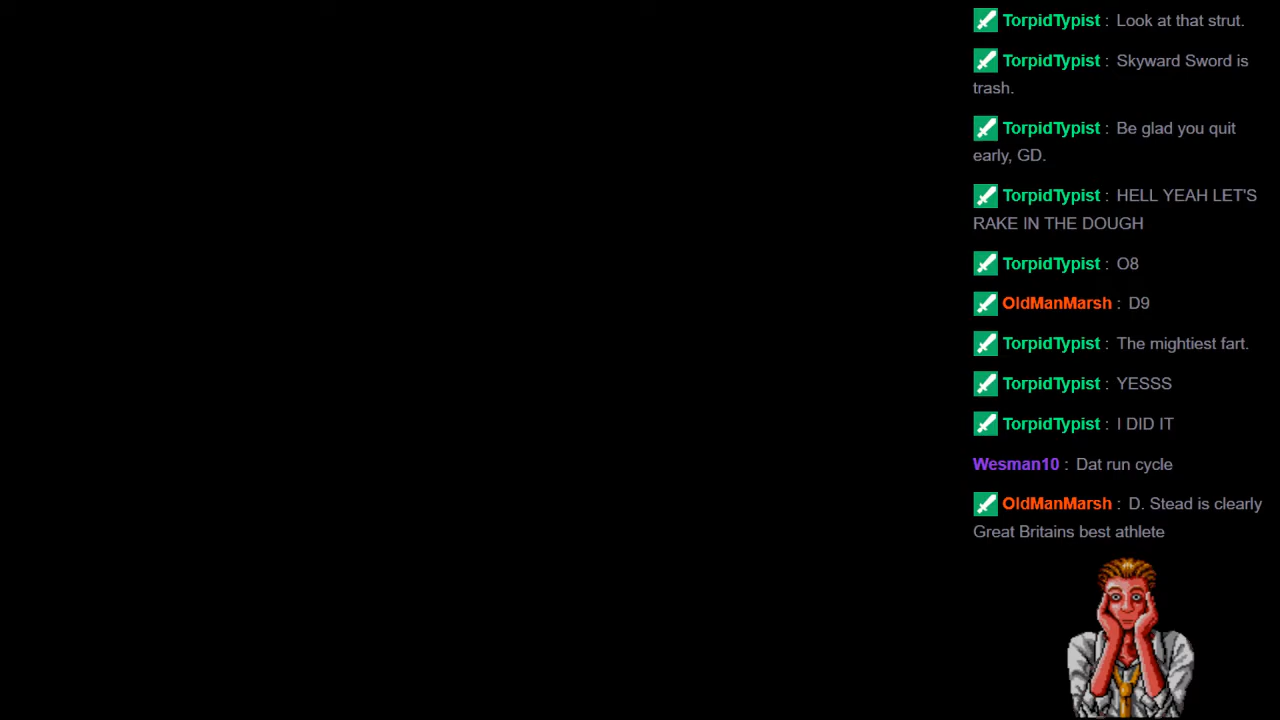 TorpidTypist : Look at that strut.
TorpidTypist : Skyward Sword is
trash.
TorpidTypist : Be glad you quit
early, GD.
TorpidTypist : HELL YEAH LET'S
RAKE IN THE DOUGH
TorpidTypist : O8
OldManMarsh : D9
TorpidTypist : The mightiest fart.
TorpidTypist : YESSS
TorpidTypist : I DID IT
Wesman10 : Dat run cycle
OldManMarsh : D. Stead is clearly
Great Britains best athlete